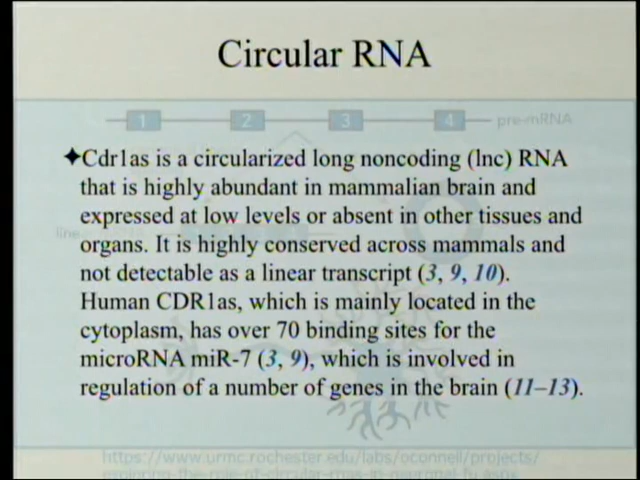 Circular RNA
1 2 3 4 pre-mRNA
✦Cdr1as is a circularized long noncoding (lnc) RNA
that is highly abundant in mammalian brain and
expressed at low levels or absent in other tissues and
organs. It is highly conserved across mammals and
not detectable as a linear transcript (3, 9, 10).
Human CDR1as, which is mainly located in the
cytoplasm, has over 70 binding sites for the
microRNA miR-7 (3, 9), which is involved in
regulation of a number of genes in the brain (11–13).
https://www.urmc.rochester.edu/labs/oconnell/projects/